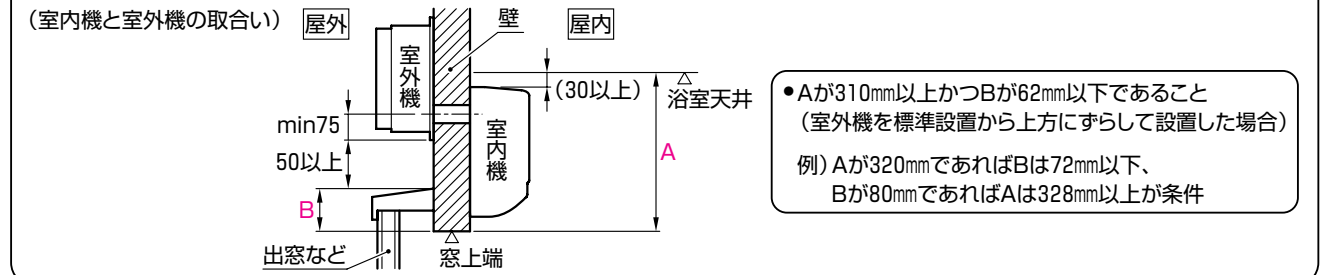 （室内機と室外機の取合い）
屋外
壁
屋内
室外機
（30以上）
浴室天井
min75
室内機
50以上
A
B
出窓など
窓上端
●Aが310㎜以上かつBが62㎜以下であること
（室外機を標準設置から上方にずらして設置した場合）
例）Aが320㎜であればBは72㎜以下、
Bが80㎜であればAは328㎜以上が条件